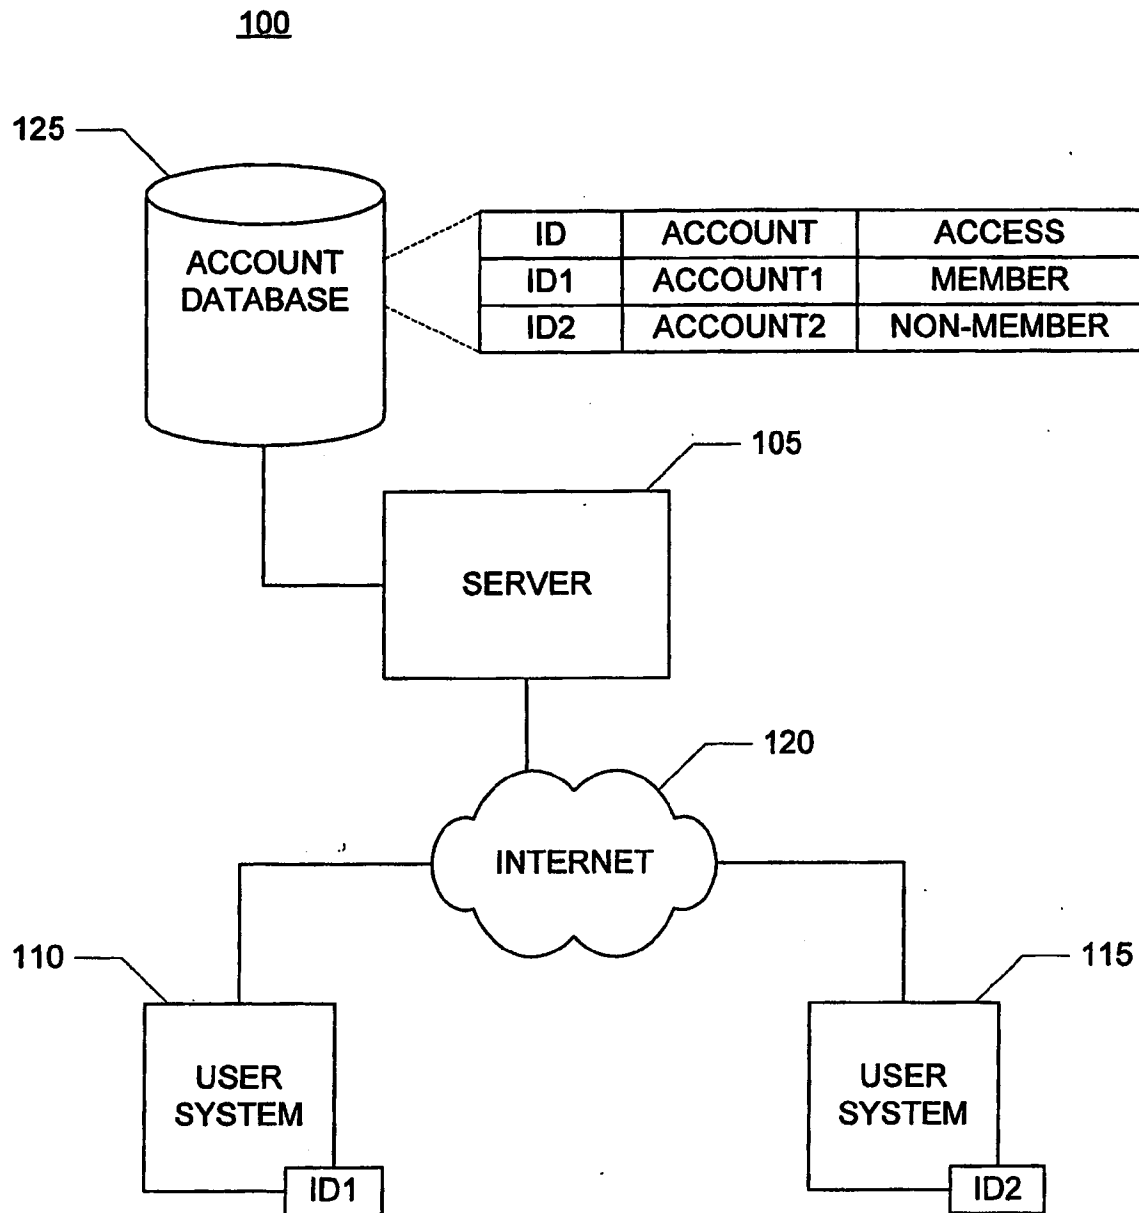 100
125
ACCOUNT
DATABASE
ID ACCOUNT ACCESS
ID1 ACCOUNT1 MEMBER
ID2 ACCOUNT2 NON-MEMBER
105
SERVER
120
INTERNET
110
USER
SYSTEM
ID1
115
USER
SYSTEM
ID2